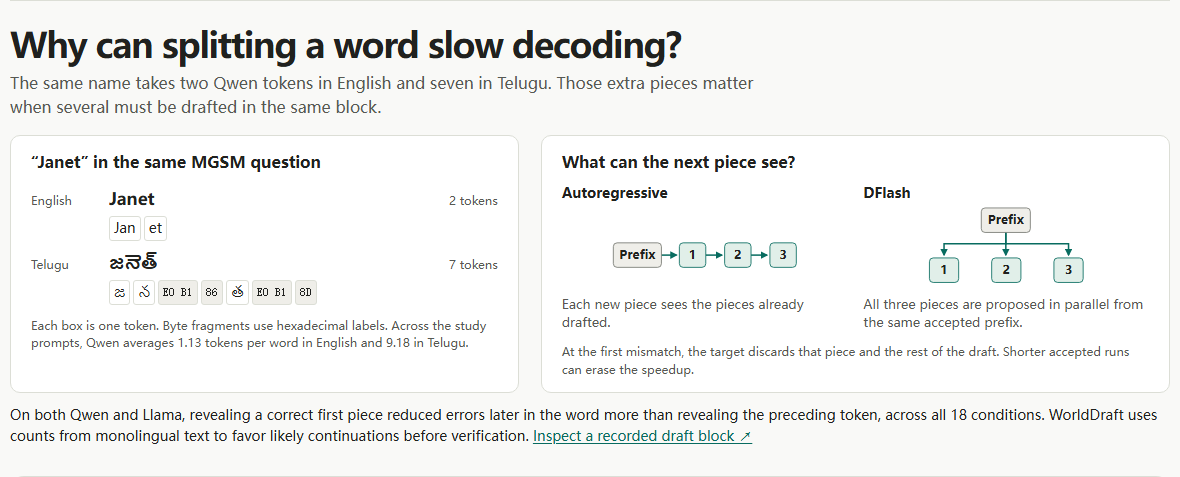 Why can splitting a word slow decoding?
The same name takes two Qwen tokens in English and seven in Telugu. Those extra pieces matter
when several must be drafted in the same block.
“Janet” in the same MGSM question
English Janet 2 tokens
Jan et
Telugu జనెత్ 7 tokens
జ న E0 B1 86 త E0 B1 8D
Each box is one token. Byte fragments use hexadecimal labels. Across the study
prompts, Qwen averages 1.13 tokens per word in English and 9.18 in Telugu.
What can the next piece see?
Autoregressive
Prefix 1 2 3
Each new piece sees the pieces already
drafted.
DFlash
Prefix
1 2 3
All three pieces are proposed in parallel from
the same accepted prefix.
At the first mismatch, the target discards that piece and the rest of the draft. Shorter accepted runs
can erase the speedup.
On both Qwen and Llama, revealing a correct first piece reduced errors later in the word more than revealing the preceding token, across all 18 conditions. WorldDraft uses
counts from monolingual text to favor likely continuations before verification. Inspect a recorded draft block ↗